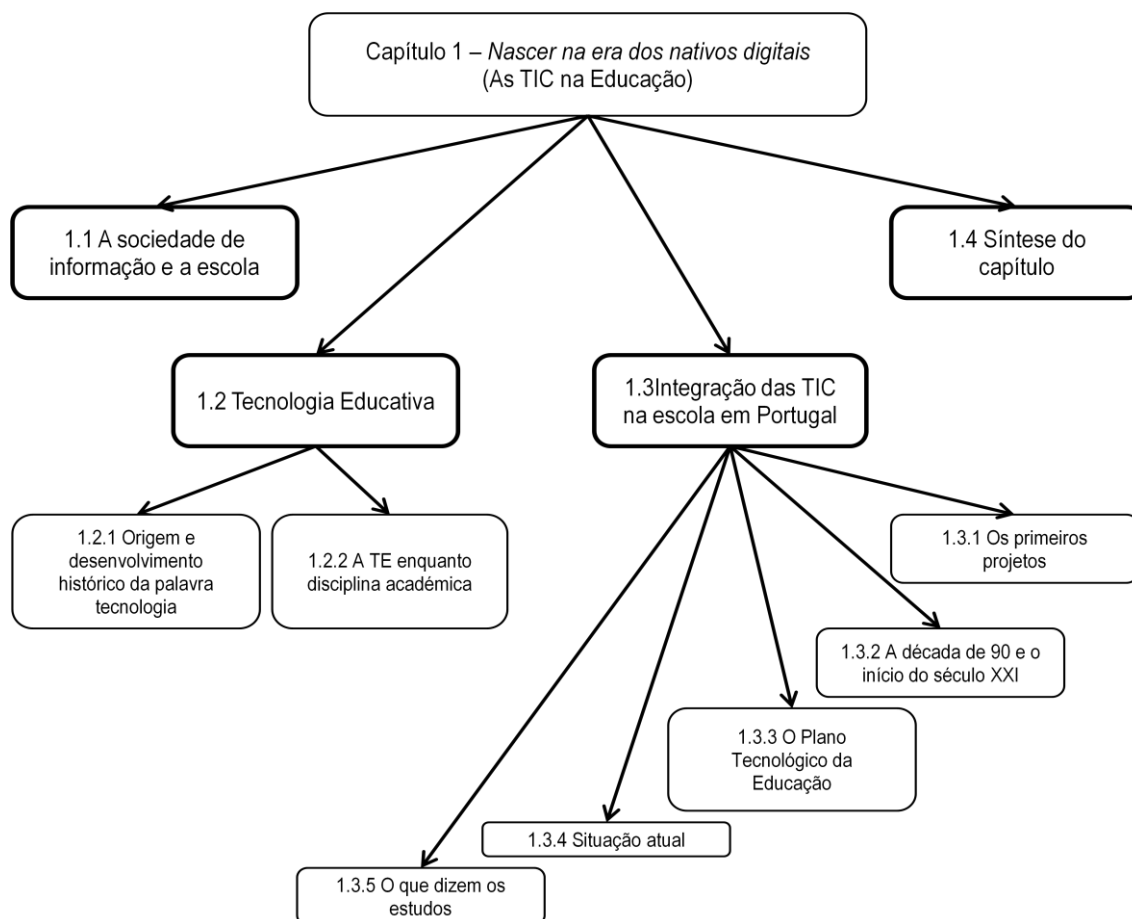 Capítulo 1 – Nascer na era dos nativos digitais
(As TIC na Educação)
1.1 A sociedade de
informação e a escola
1.4 Síntese do
capítulo
1.2 Tecnologia Educativa
1.3Integração das TIC
na escola em Portugal
1.2.1 Origem e
desenvolvimento
histórico da palavra
tecnologia
1.2.2 A TE enquanto
disciplina académica
1.3.1 Os primeiros
projetos
1.3.2 A década de 90 e o
início do século XXI
1.3.3 O Plano
Tecnológico da
Educação
1.3.4 Situação atual
1.3.5 O que dizem os
estudos